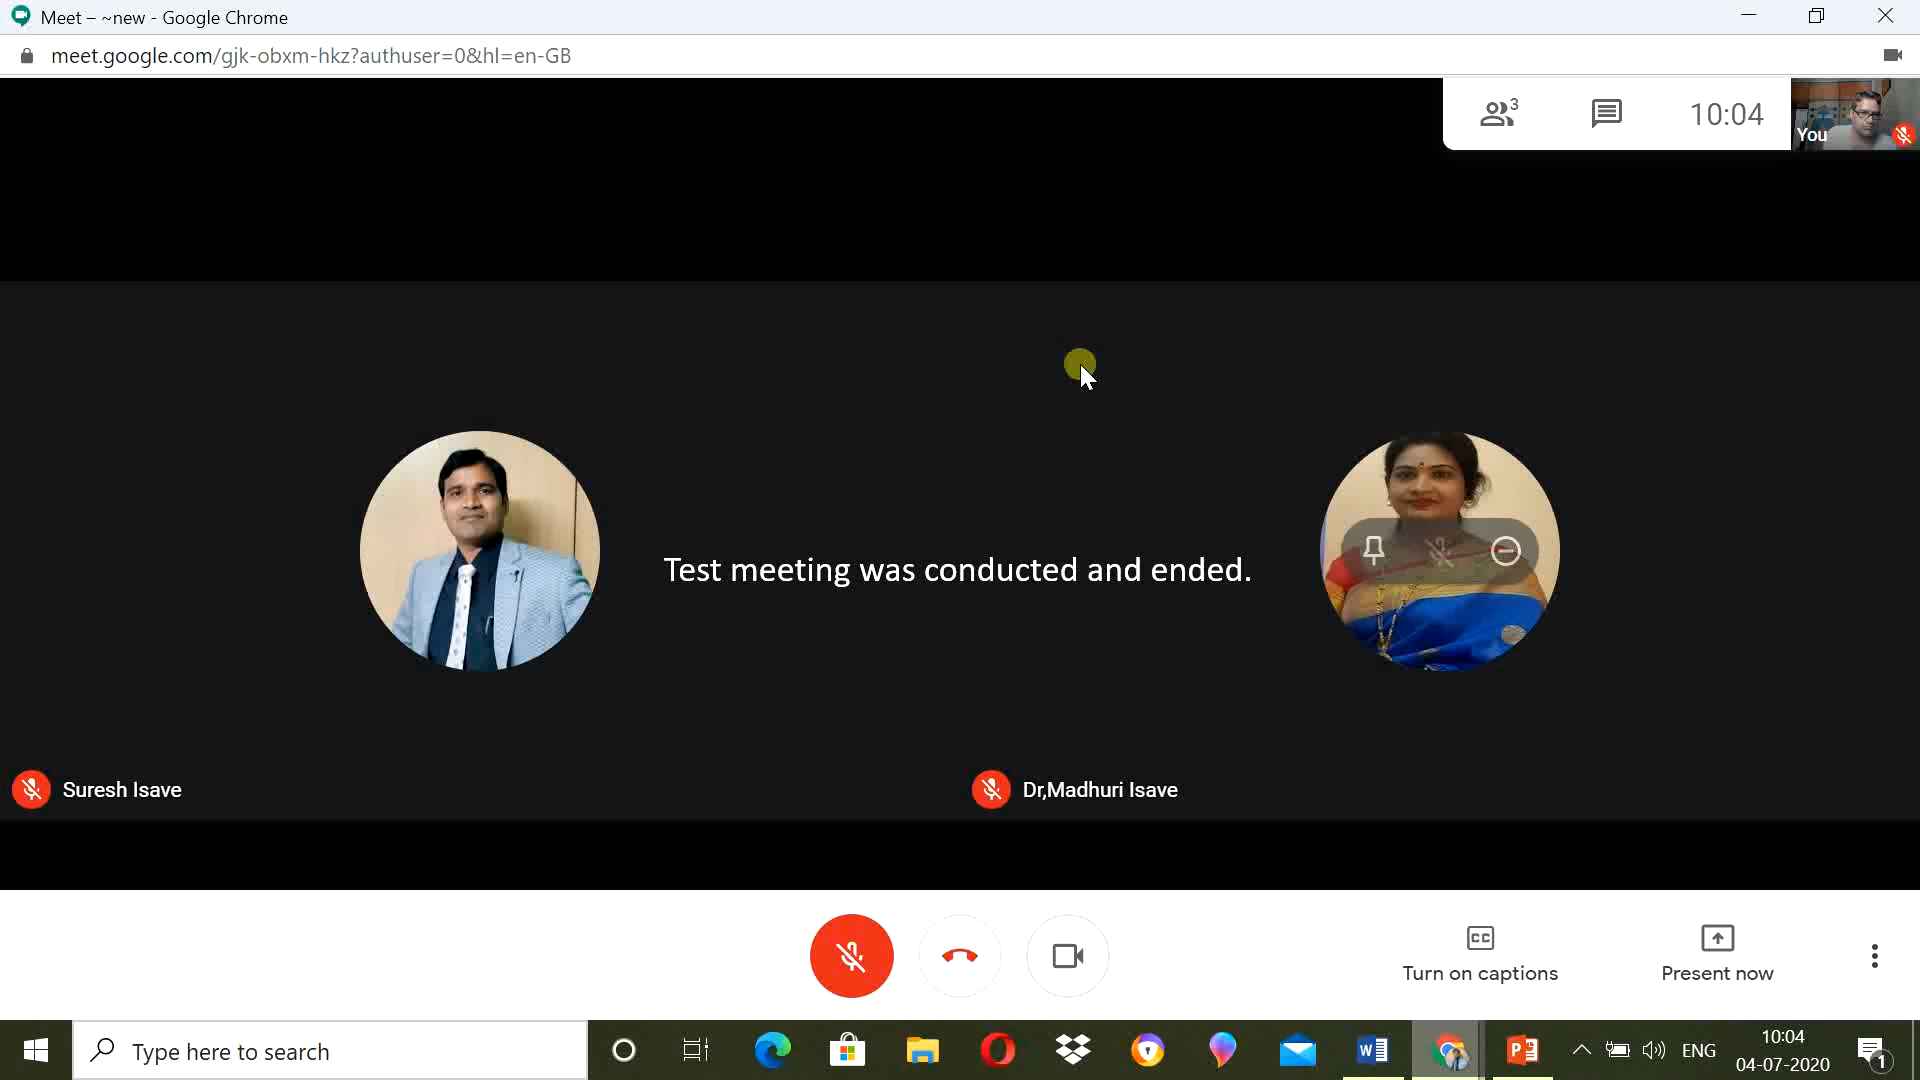 Meet – ~new - Google Chrome
meet.google.com/gjk-obxm-hkz?authuser=0&hl=en-GB
3
10:04
You
Test meeting was conducted and ended.
Suresh Isave
Dr,Madhuri Isave
CC
Turn on captions
Present now
Type here to search
W
P
ENG
10:04
04-07-2020
1